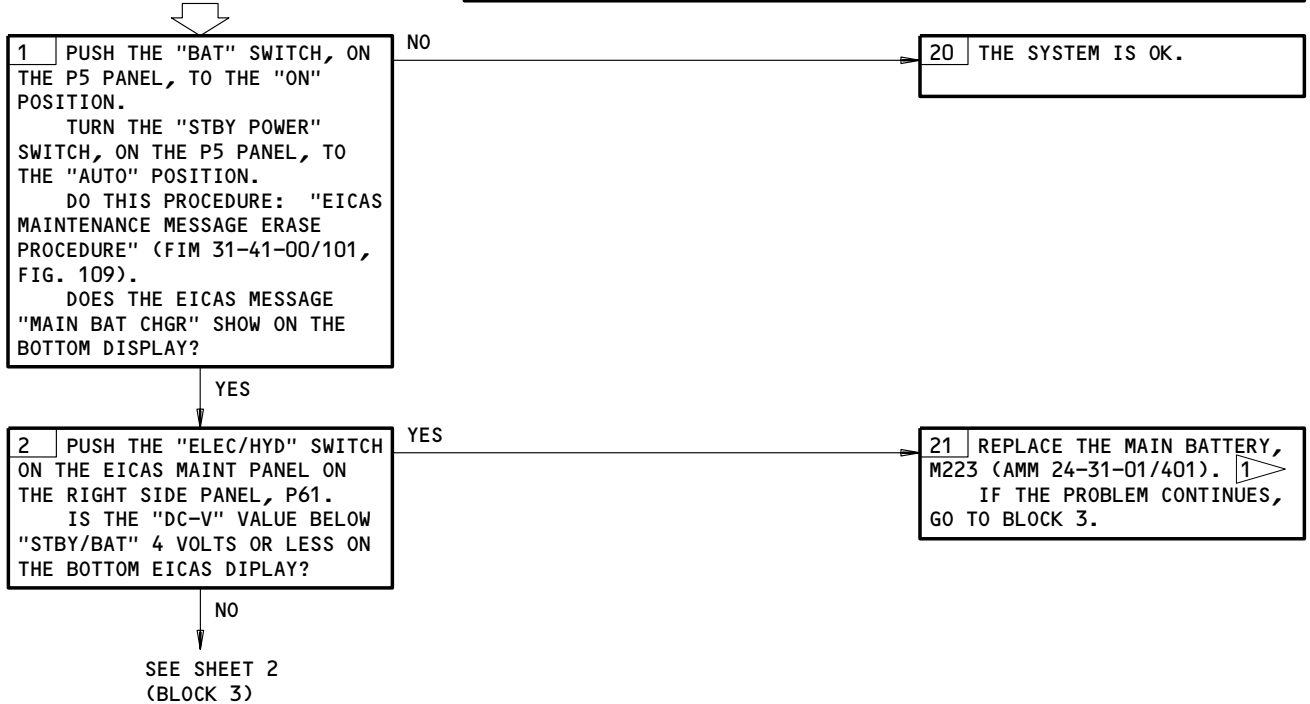 1 PUSH THE "BAT" SWITCH, ON
THE P5 PANEL, TO THE "ON"
POSITION.
TURN THE "STBY POWER"
SWITCH, ON THE P5 PANEL, TO
THE "AUTO" POSITION.
DO THIS PROCEDURE: "EICAS
MAINTENANCE MESSAGE ERASE
PROCEDURE" (FIM 31-41-00/101,
FIG. 109).
DOES THE EICAS MESSAGE
"MAIN BAT CHGR" SHOW ON THE
BOTTOM DISPLAY?
NO
20 THE SYSTEM IS OK.
YES
2 PUSH THE "ELEC/HYD" SWITCH
ON THE EICAS MAINT PANEL ON
THE RIGHT SIDE PANEL, P61.
IS THE "DC-V" VALUE BELOW
"STBY/BAT" 4 VOLTS OR LESS ON
THE BOTTOM EICAS DIPLAY?
YES
21 REPLACE THE MAIN BATTERY,
M223 (AMM 24-31-01/401). 1
IF THE PROBLEM CONTINUES,
GO TO BLOCK 3.
NO
SEE SHEET 2
(BLOCK 3)